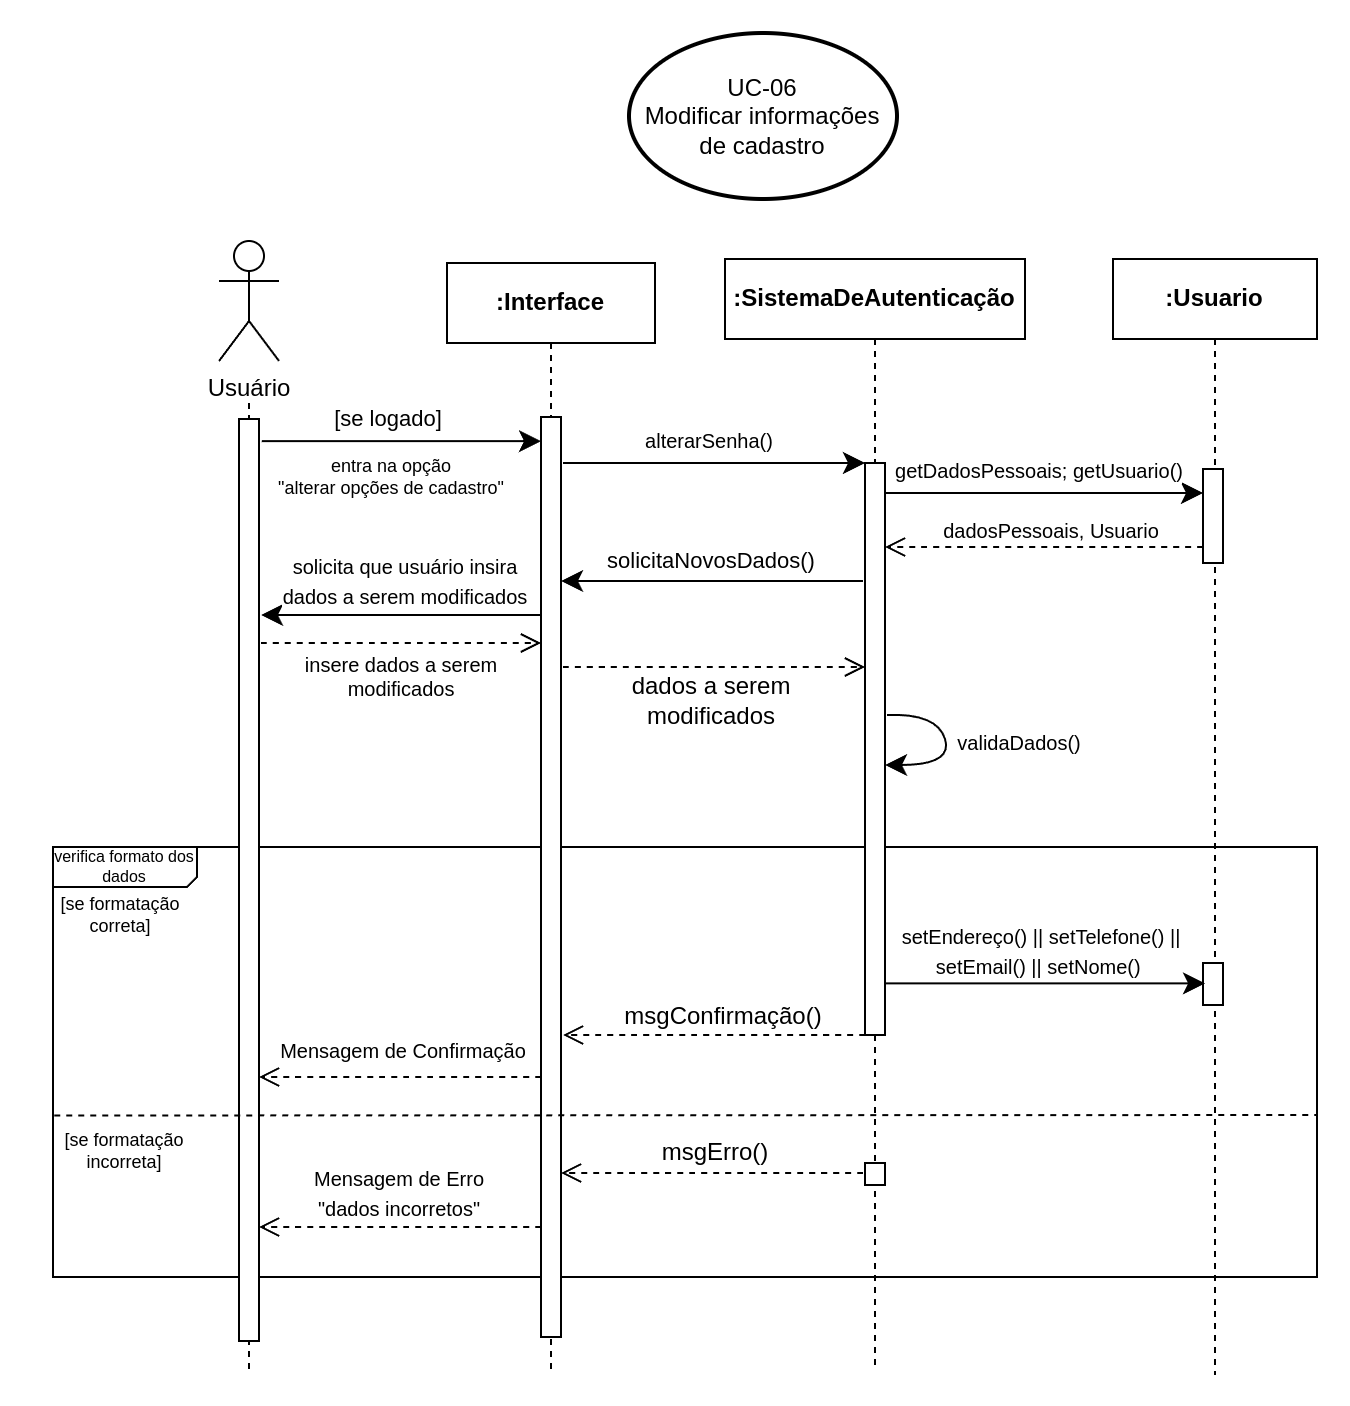 UC-06
Modificar informações
de cadastro
:Interface
:SistemaDeAutenticação
:Usuario
Usuário
[se logado]
entra na opção
"alterar opções de cadastro"
alterarSenha()
getDadosPessoais; getUsuario()
dadosPessoais, Usuario
solicitaNovosDados()
solicita que usuário insira
dados a serem modificados
insere dados a serem
modificados
dados a serem
modificados
validaDados()
verifica formato dos
dados
[se formatação
correta]
setEndereço() || setTelefone() ||
setEmail() || setNome()
msgConfirmação()
Mensagem de Confirmação
[se formatação
incorreta]
msgErro()
Mensagem de Erro
"dados incorretos"